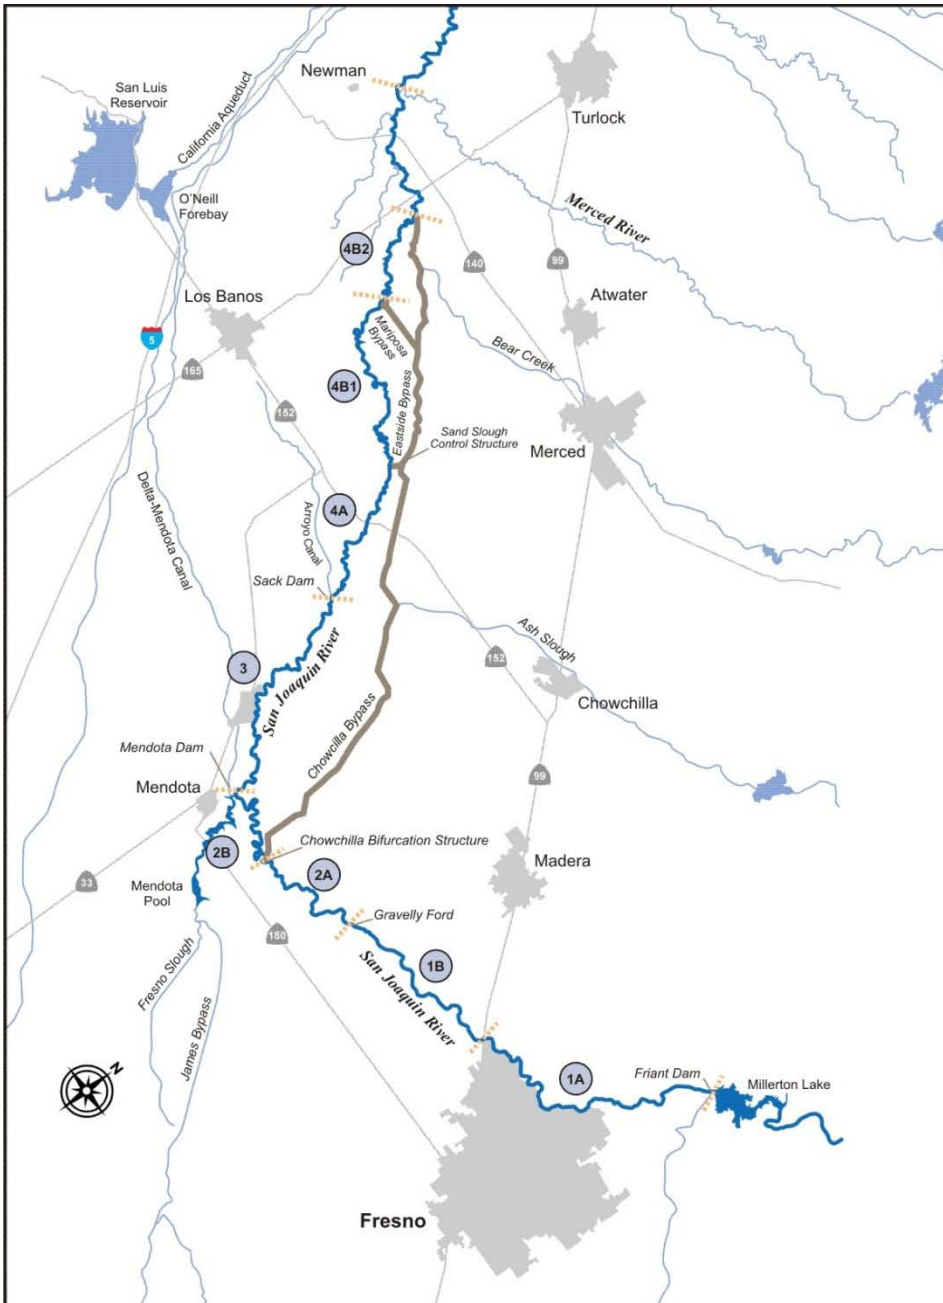 Newman
Turlock
San Luis
Reservoir
California Aqueduct
O'Neill
Forebay
Merced River
4B2
140
99
Los Banos
Atwater
Mariposa
Bypass
5
165
4B1
Bear Creek
152
Eastside Bypass
Sand Slough
Control Structure
Merced
Delta-Mendota Canal
4A
Arroyo Canal
Sack Dam
Ash Slough
3
San Joaquin River
152
Chowchilla
Chowcilla Bypass
Mendota Dam
Mendota
99
Chowchilla Bifurcation Structure
2B
2A
Madera
33
Mendota
Pool
Gravelly Ford
180
Fresno Slough
James Bypass
1B
San Joaquin River
N
1A
Friant Dam
Millerton Lake
Fresno